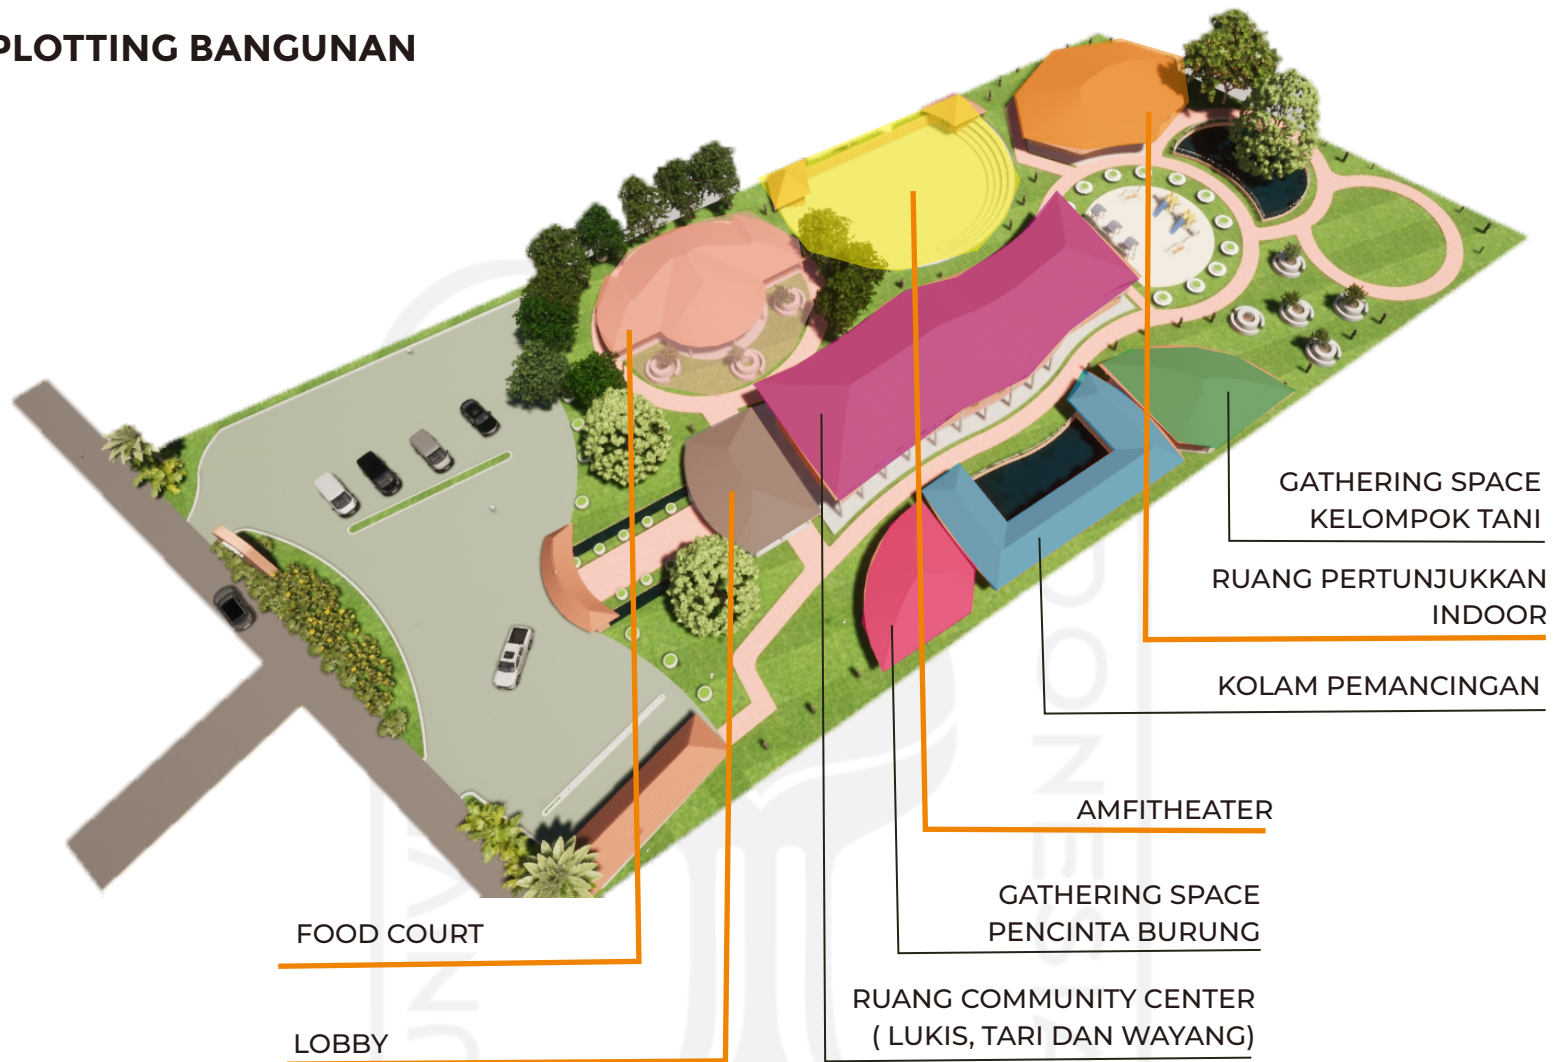 PLOTTING BANGUNAN
GATHERING SPACE
KELOMPOK TANI
RUANG PERTUNJUKKAN
INDOOR
KOLAM PEMANCINGAN
AMFITHEATER
GATHERING SPACE
PENCINTA BURUNG
FOOD COURT
RUANG COMMUNITY CENTER
( LUKIS, TARI DAN WAYANG)
LOBBY